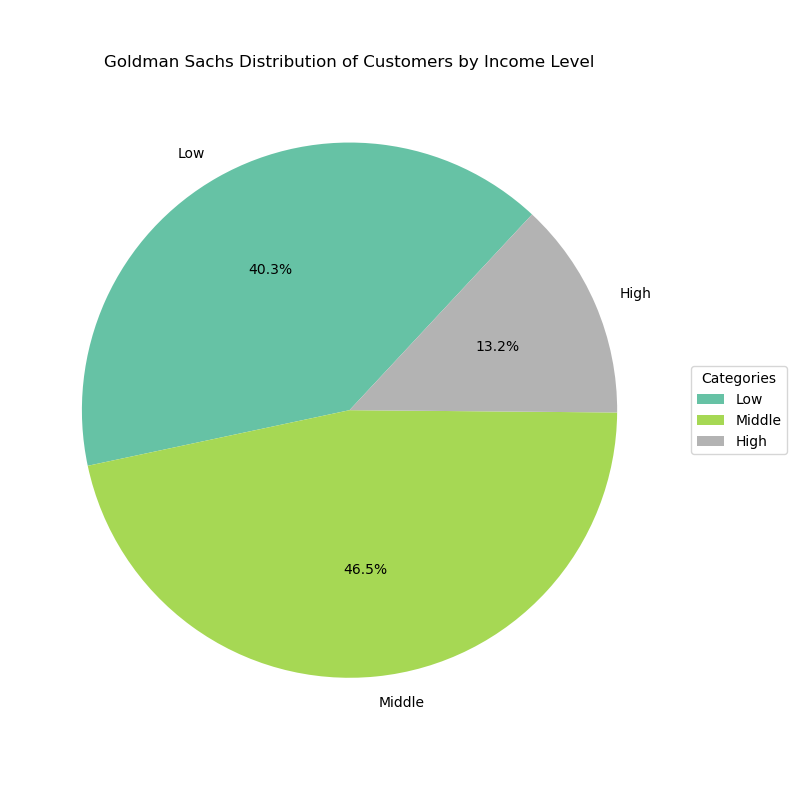 Goldman Sachs Distribution of Customers by Income Level
Low
40.3%
High
13.2%
Categories
Low
Middle
High
46.5%
Middle